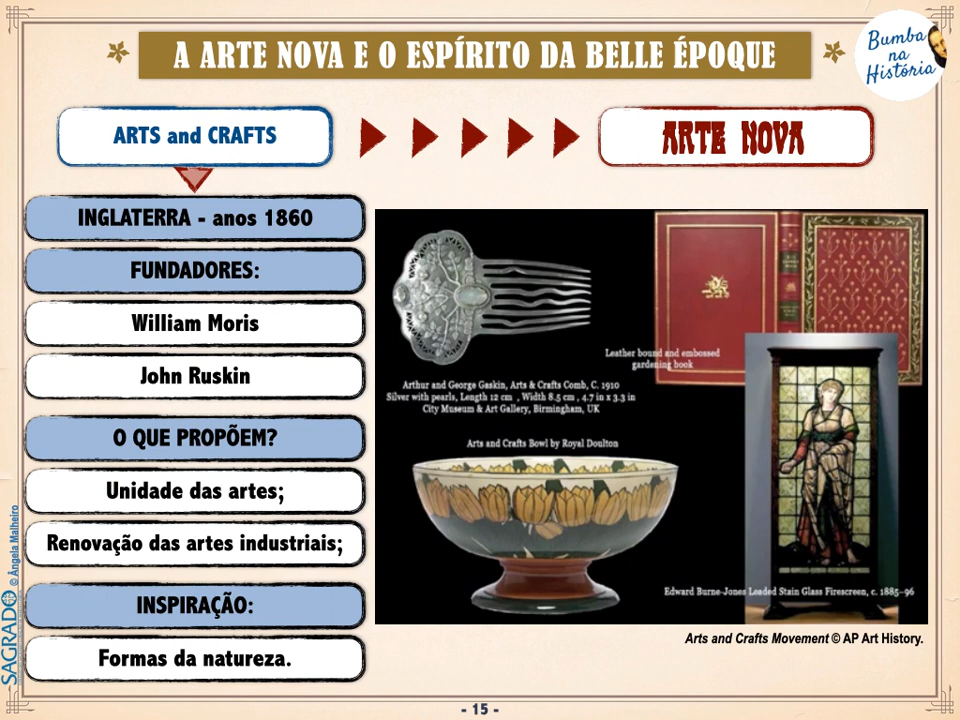 A ARTE NOVA E O ESPÍRITO DA BELLE ÉPOQUE
Bumba
na
História
ARTS and CRAFTS
ARTE NOVA
INGLATERRA - anos 1860
FUNDADORES:
William Moris
John Ruskin
O QUE PROPÕEM?
Unidade das artes;
Renovação das artes industriais;
INSPIRAÇÃO:
Formas da natureza.
Leather bound and embossed
gardening book
Arthur and George Gaskin, Arts & Crafts Comb, C. 1910
Silver with pearls, Length 12 cm , Width 8.5 cm , 4.7 in x 3.3 in
City Museum & Art Gallery, Birmingham, UK
Arts and Crafts Bowl by Royal Doulton
Edward Burne-Jones Leaded Stain Glass Firescreen, c. 1885–96
Arts and Crafts Movement © AP Art History.
SAGRADO © Ângela Malheiro
- 15 -